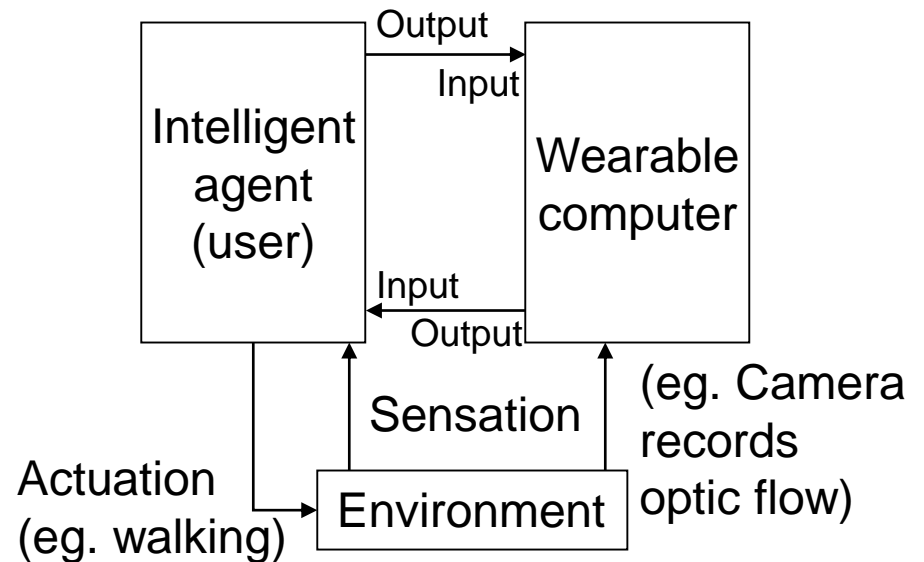 Output
Input
Intelligent
agent
(user)
Wearable
computer
Input
Output
Sensation
(eg. Camera
records
optic flow)
Actuation
(eg. walking)
Environment